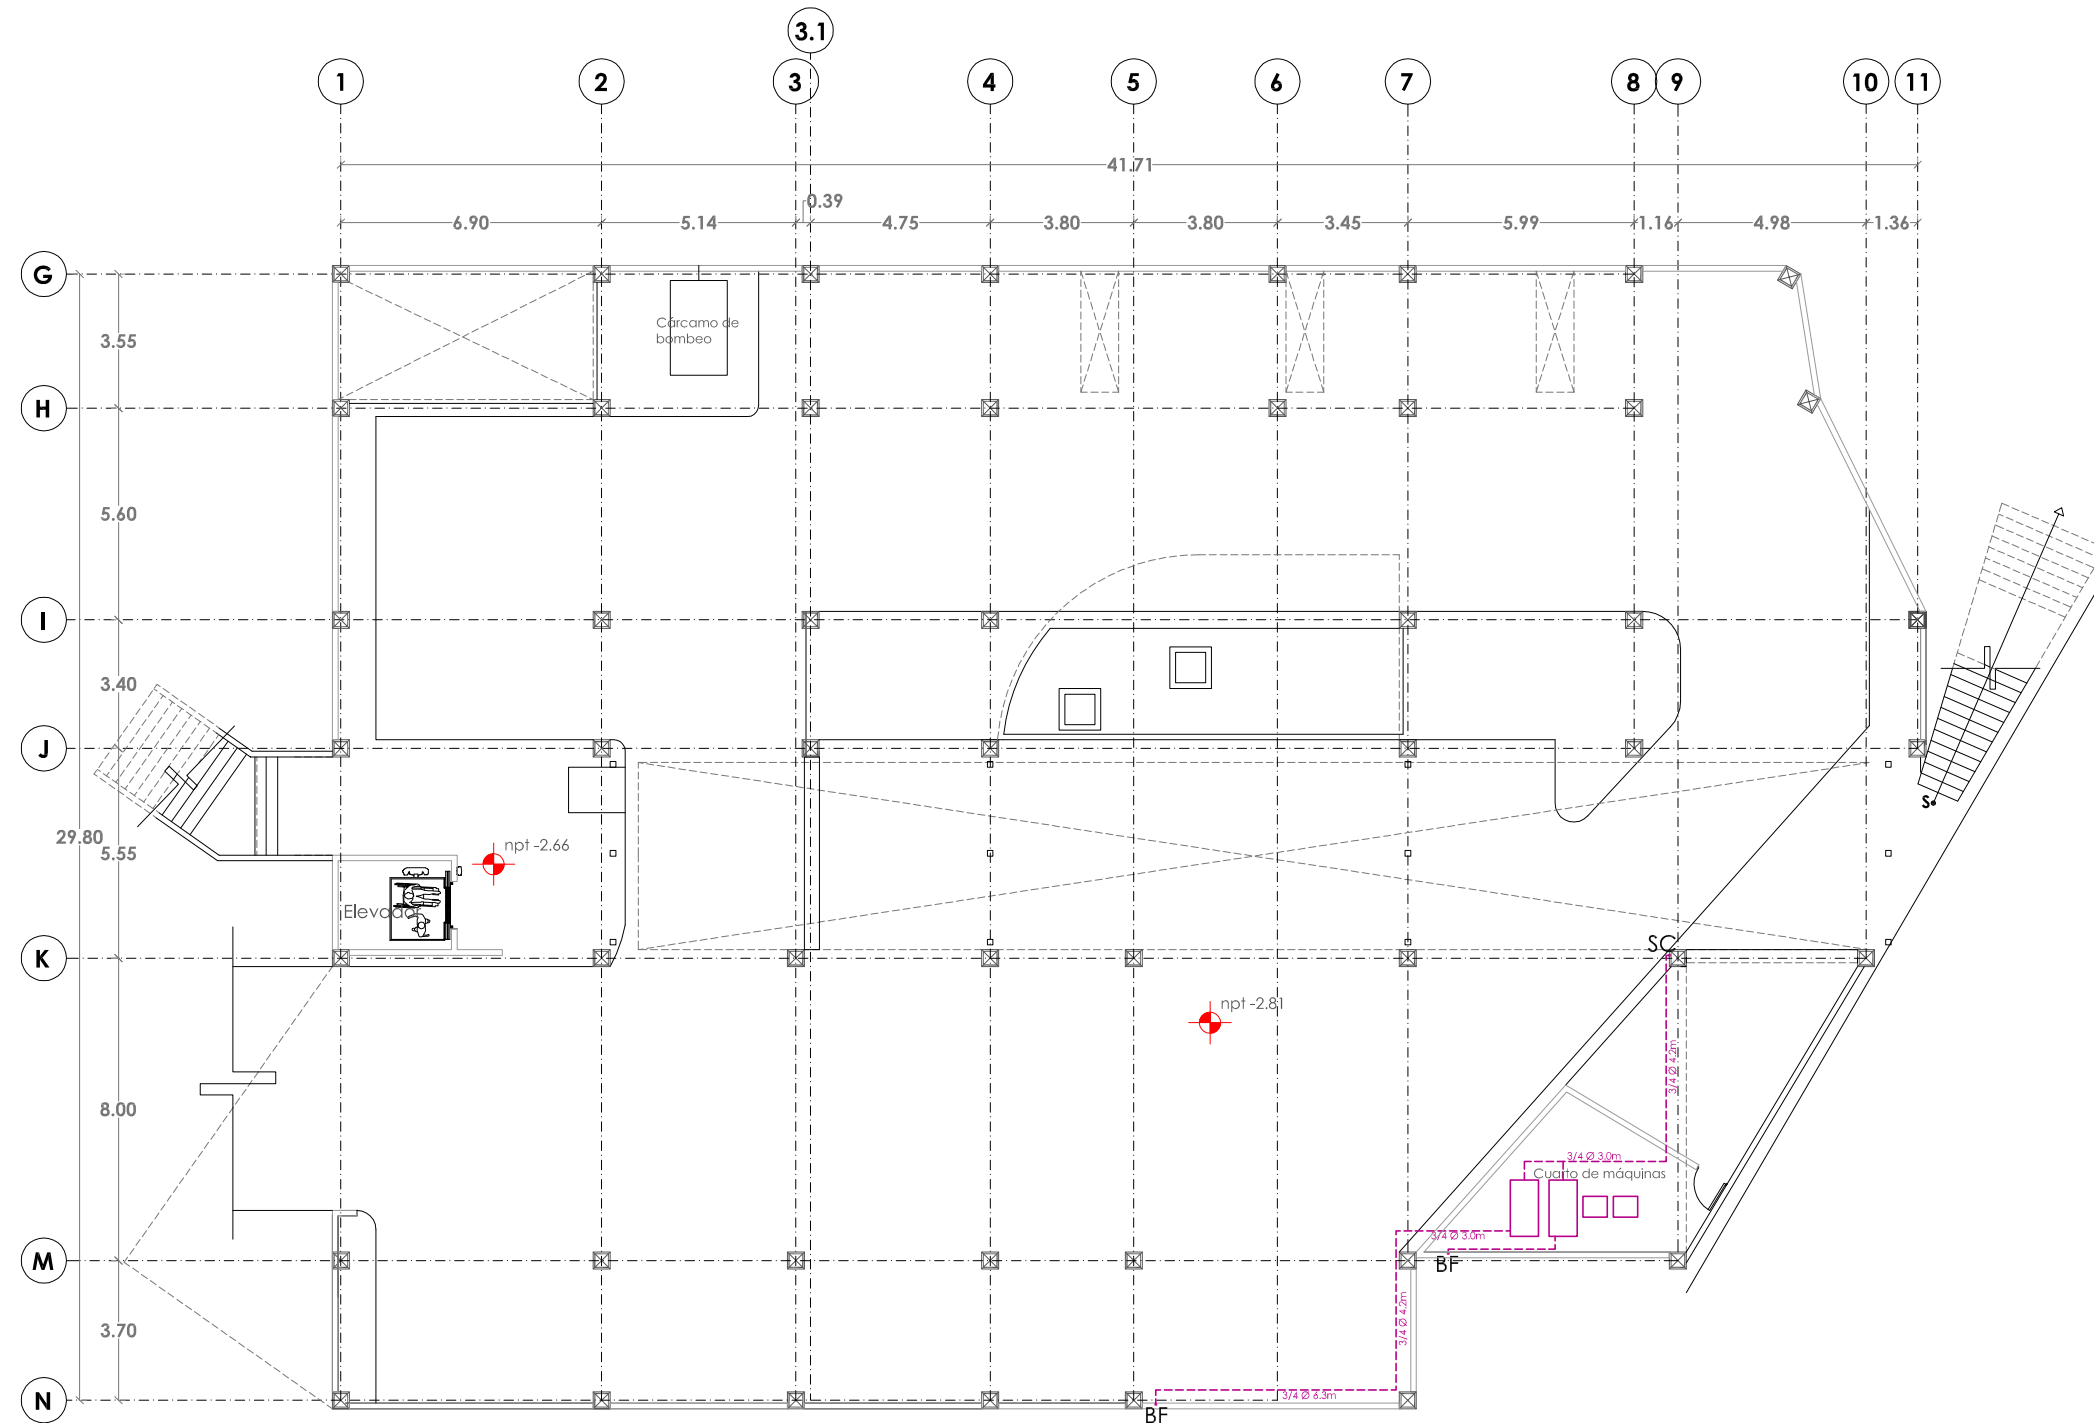 3.1
1 2 3 4 5 6 7 8 9 10 11
41.71
0.39
6.90 5.14 4.75 3.80 3.80 3.45 5.99 1.16 4.98 1.36
G
Cárcamo de
bombeo
3.55
H
5.60
I
3.40
J
S
29.80
5.55
npt -2.66
Elevador
SC
K
npt -2.81
3/4 Ø 4.2m
8.00
3/4 Ø 3.0m
Cuarto de máquinas
3/4 Ø 3.0m
M
BF
3/4 Ø 4.2m
3.70
3/4 Ø 6.3m
N
BF